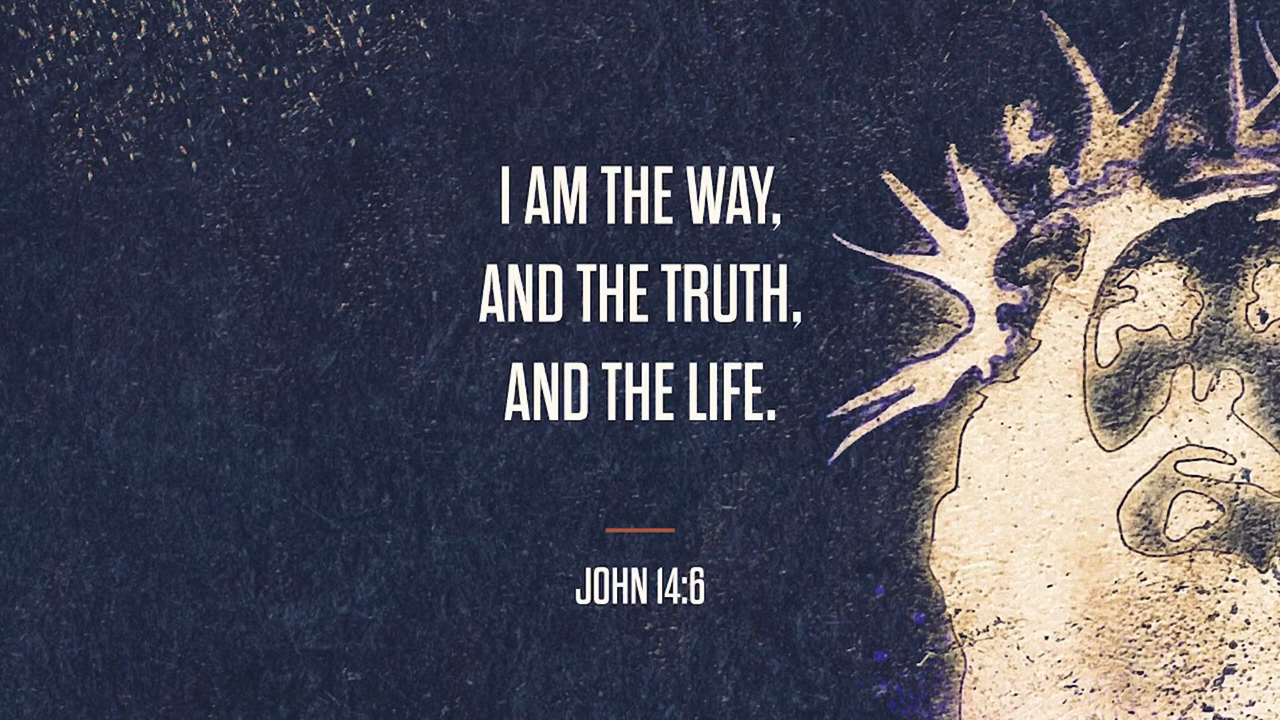 I AM THE WAY,
AND THE TRUTH,
AND THE LIFE.
JOHN 14:6